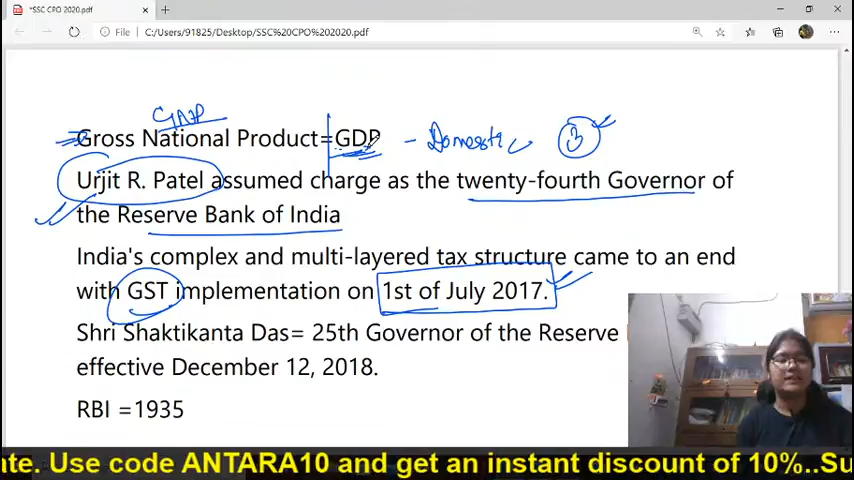 *SSC CPO 2020.pdf
File | C:/Users/91825/Desktop/SSC%20CPO%202020.pdf
GNP
Gross National Product=GDP - Domestic 3
Urjit R. Patel assumed charge as the twenty-fourth Governor of
the Reserve Bank of India
India's complex and multi-layered tax structure came to an end
with GST implementation on 1st of July 2017.
Shri Shaktikanta Das= 25th Governor of the Reserve
effective December 12, 2018.
RBI =1935
ate. Use code ANTARA10 and get an instant discount of 10%..Su